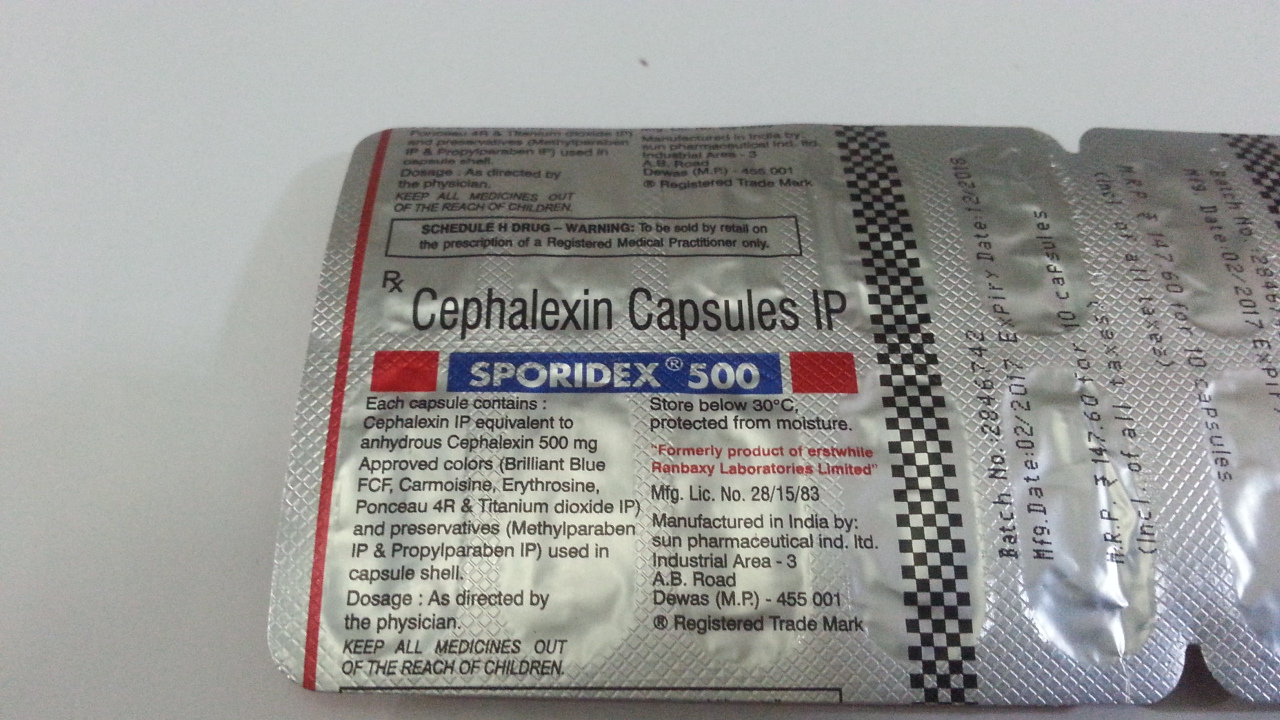 Ponceau 4R & Titanium dioxide IP)
and preservatives (Methylparaben
IP & Propylparaben IP) used in
capsule shell.
Dosage : As directed by
the physician.
KEEP ALL MEDICINES OUT
OF THE REACH OF CHILDREN.
Manufactured in India by:
sun pharmaceutical ind. ltd.
Industrial Area - 3
A.B. Road
Dewas (M.P.) - 455 001
® Registered Trade Mark
SCHEDULE H DRUG – WARNING: To be sold by retail on
the prescription of a Registered Medical Practitioner only.
Rx
Cephalexin Capsules IP
SPORIDEX® 500
Each capsule contains :
Cephalexin IP equivalent to
anhydrous Cephalexin 500 mg
Approved colors (Brilliant Blue
FCF, Carmoisine, Erythrosine,
Ponceau 4R & Titanium dioxide IP)
and preservatives (Methylparaben
IP & Propylparaben IP) used in
capsule shell.
Dosage : As directed by
the physician.
KEEP ALL MEDICINES OUT
OF THE REACH OF CHILDREN.
Store below 30°C,
protected from moisture.
"Formerly product of erstwhile
Ranbaxy Laboratories Limited"
Mfg. Lic. No. 28/15/83
Manufactured in India by:
sun pharmaceutical ind. ltd.
Industrial Area - 3
A.B. Road
Dewas (M.P.) - 455 001
® Registered Trade Mark
Batch No.:2846742 Expiry Date:12/2018
Mfg.Date:02/2017 10 capsules
M.R.P. ₹ 147.60 for
(Incl. of all taxes)
M.R.P. ₹ 147.60 for 10 capsules
(Incl. of all taxes)
Mfg. Date:02/2017
Batch No.:28467